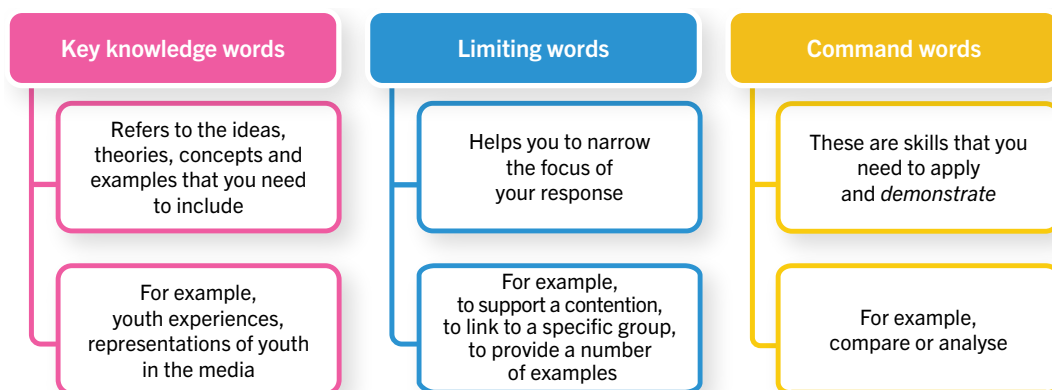 Key knowledge words
Refers to the ideas,
theories, concepts and
examples that you need
to include
For example,
youth experiences,
representations of youth
in the media
Limiting words
Helps you to narrow
the focus of
your response
For example,
to support a contention,
to link to a specific group,
to provide a number
of examples
Command words
These are skills that you
need to apply
and demonstrate
For example,
compare or analyse